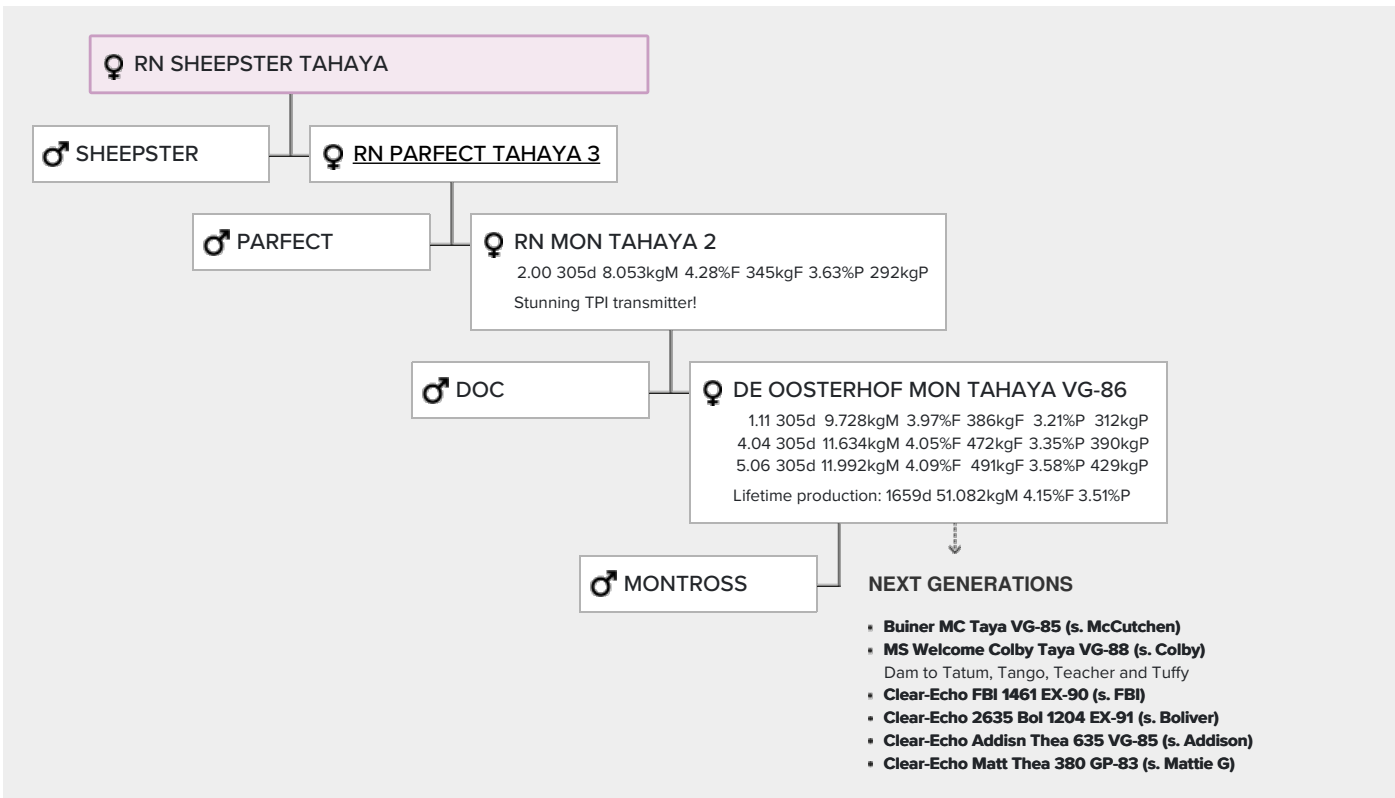 RN SHEEPSTER TAHAYA
SHEEPSTER
RN PARFECT TAHAYA 3
PARFECT
RN MON TAHAYA 2
2.00 305d 8.053kgM 4.28%F 345kgF 3.63%P 292kgP
Stunning TPI transmitter!
DOC
DE OOSTERHOF MON TAHAYA VG-86
1.11 305d 9.728kgM 3.97%F 386kgF 3.21%P 312kgP
4.04 305d 11.634kgM 4.05%F 472kgF 3.35%P 390kgP
5.06 305d 11.992kgM 4.09%F 491kgF 3.58%P 429kgP
Lifetime production: 1659d 51.082kgM 4.15%F 3.51%P
MONTROSS
NEXT GENERATIONS
Buiner MC Taya VG-85 (s. McCutchen)
MS Welcome Colby Taya VG-88 (s. Colby)
Dam to Tatum, Tango, Teacher and Tuffy
Clear-Echo FBI 1461 EX-90 (s. FBI)
Clear-Echo 2635 Bol 1204 EX-91 (s. Boliver)
Clear-Echo Addisn Thea 635 VG-85 (s. Addison)
Clear-Echo Matt Thea 380 GP-83 (s. Mattie G)